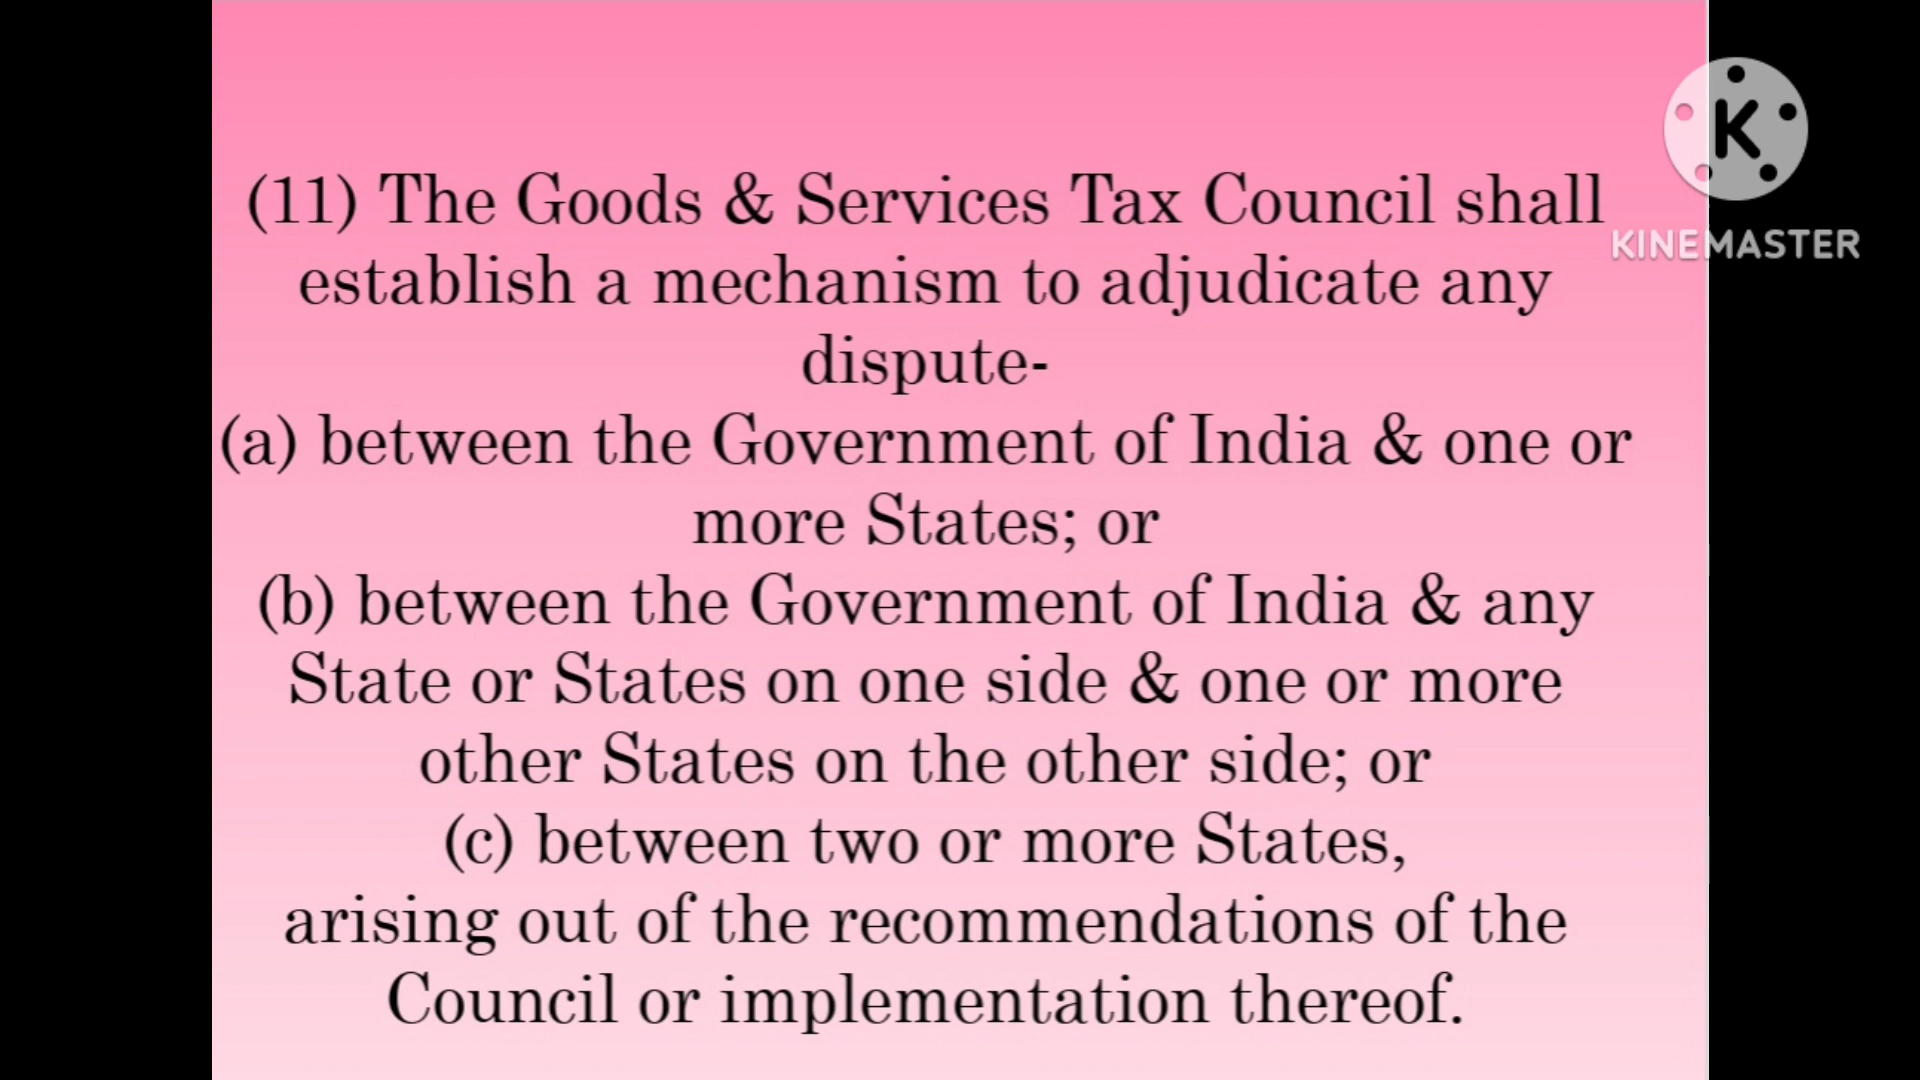 (11) The Goods & Services Tax Council shall
establish a mechanism to adjudicate any
dispute-
(a) between the Government of India & one or
more States; or
(b) between the Government of India & any
State or States on one side & one or more
other States on the other side; or
(c) between two or more States,
arising out of the recommendations of the
Council or implementation thereof.
K
KINEMASTER